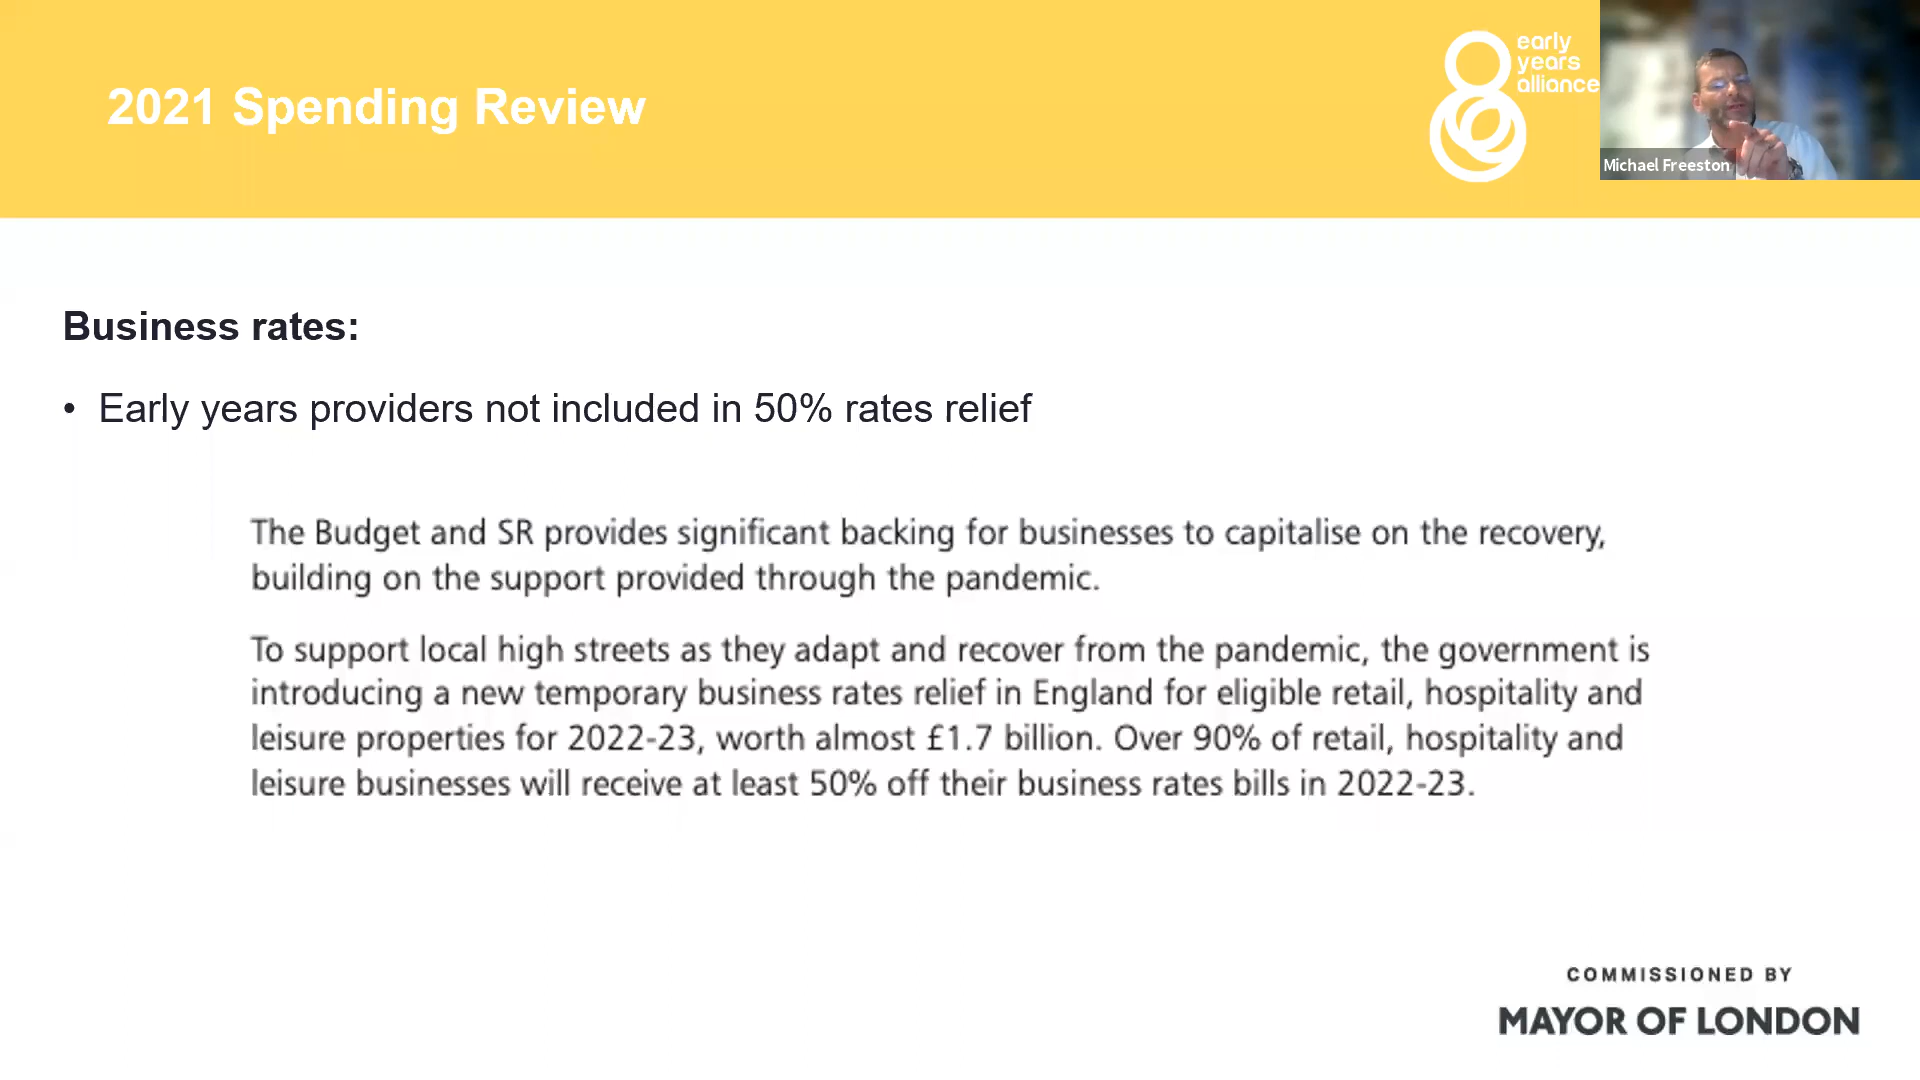 2021 Spending Review
early
years
alliance
Michael Freeston
Business rates:
• Early years providers not included in 50% rates relief
The Budget and SR provides significant backing for businesses to capitalise on the recovery,
building on the support provided through the pandemic.
To support local high streets as they adapt and recover from the pandemic, the government is
introducing a new temporary business rates relief in England for eligible retail, hospitality and
leisure properties for 2022-23, worth almost £1.7 billion. Over 90% of retail, hospitality and
leisure businesses will receive at least 50% off their business rates bills in 2022-23.
COMMISSIONED BY
MAYOR OF LONDON